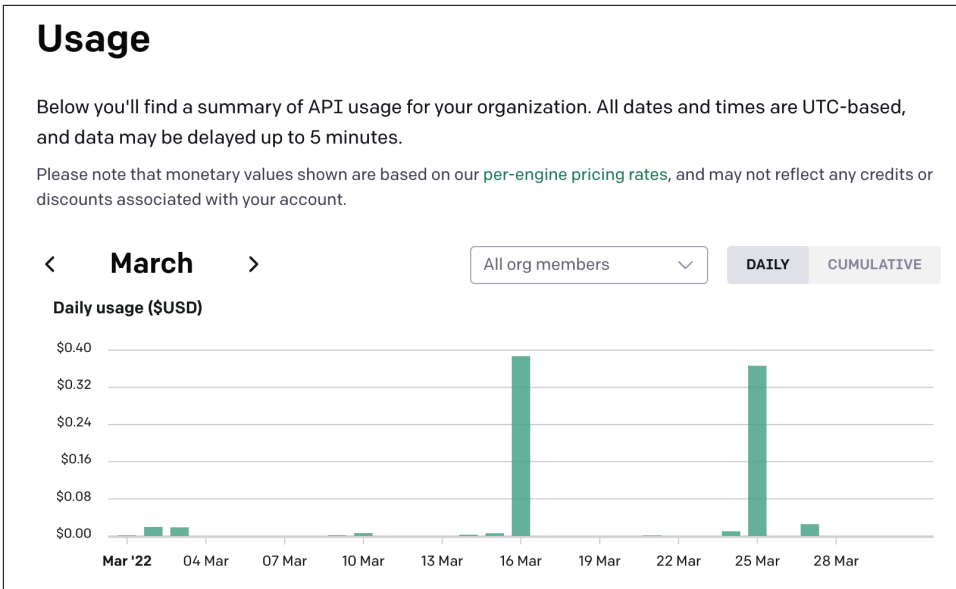 Usage
Below you'll find a summary of API usage for your organization. All dates and times are UTC-based,
and data may be delayed up to 5 minutes.
Please note that monetary values shown are based on our per-engine pricing rates, and may not reflect any credits or
discounts associated with your account.
March
All org members
DAILY
CUMULATIVE
Daily usage ($USD)
$0.40
$0.32
$0.24
$0.16
$0.08
$0.00
Mar '22 04 Mar 07 Mar 10 Mar 13 Mar 16 Mar 19 Mar 22 Mar 25 Mar 28 Mar